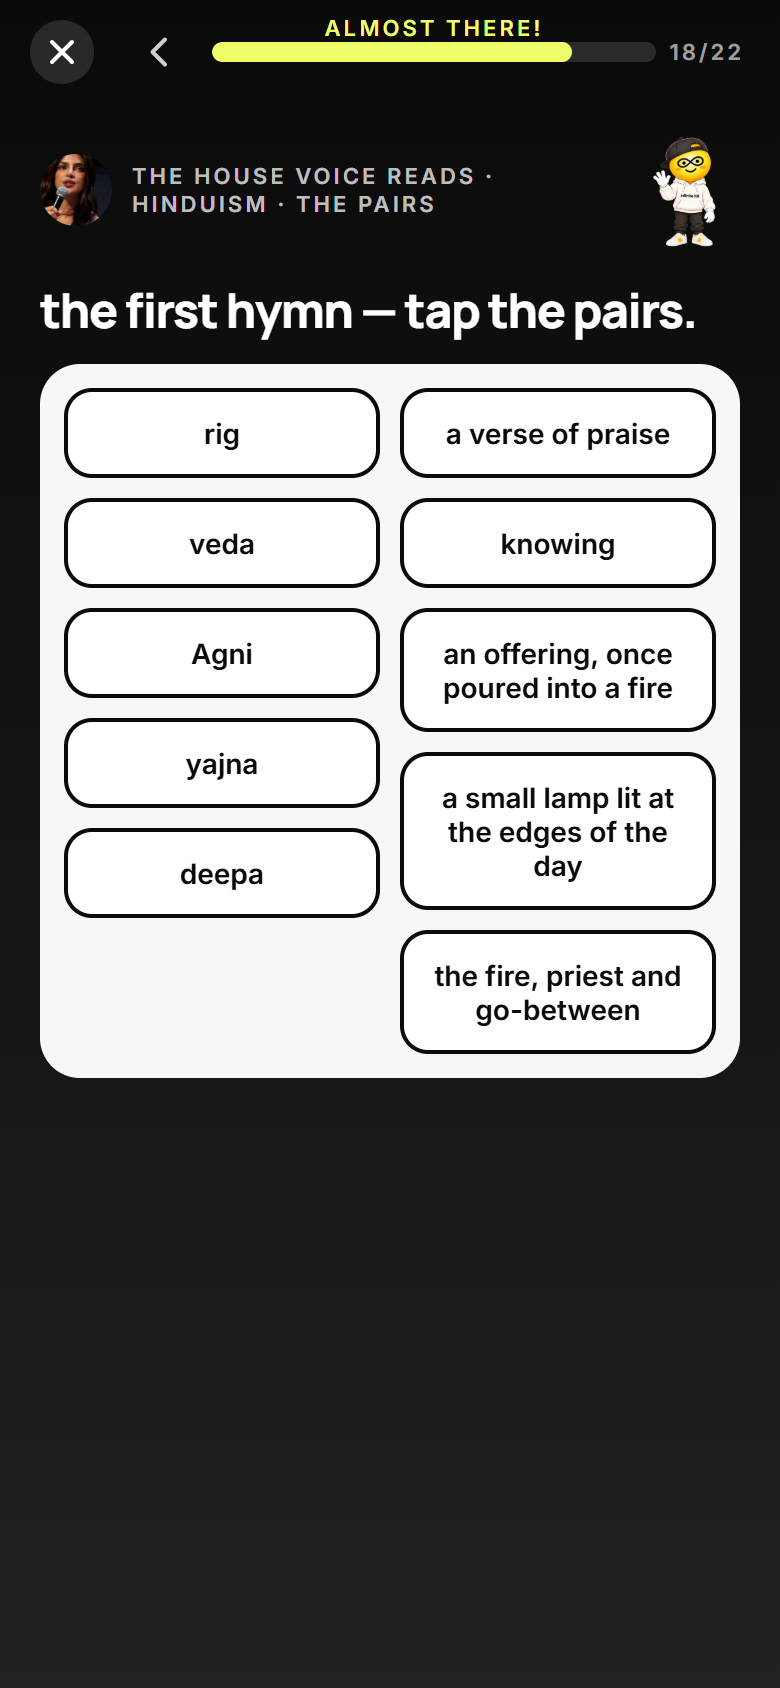 ALMOST THERE!
18/22
THE HOUSE VOICE READS ·
HINDUISM · THE PAIRS
the first hymn — tap the pairs.
rig
veda
Agni
yajna
deepa
a verse of praise
knowing
an offering, once
poured into a fire
a small lamp lit at
the edges of the
day
the fire, priest and
go-between